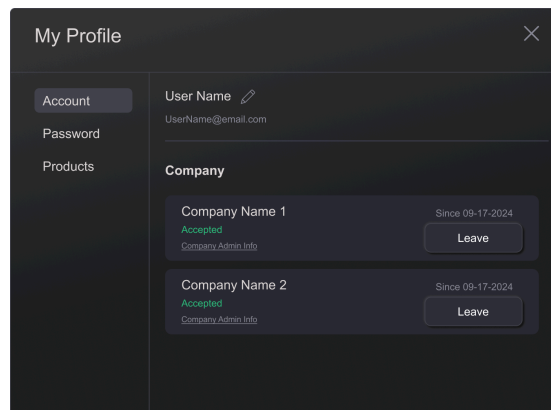 My Profile
Account
Password
Products
User Name
UserName@email.com
Company
Company Name 1
Accepted
Company Admin Info
Since 09-17-2024
Leave
Company Name 2
Accepted
Company Admin Info
Since 09-17-2024
Leave